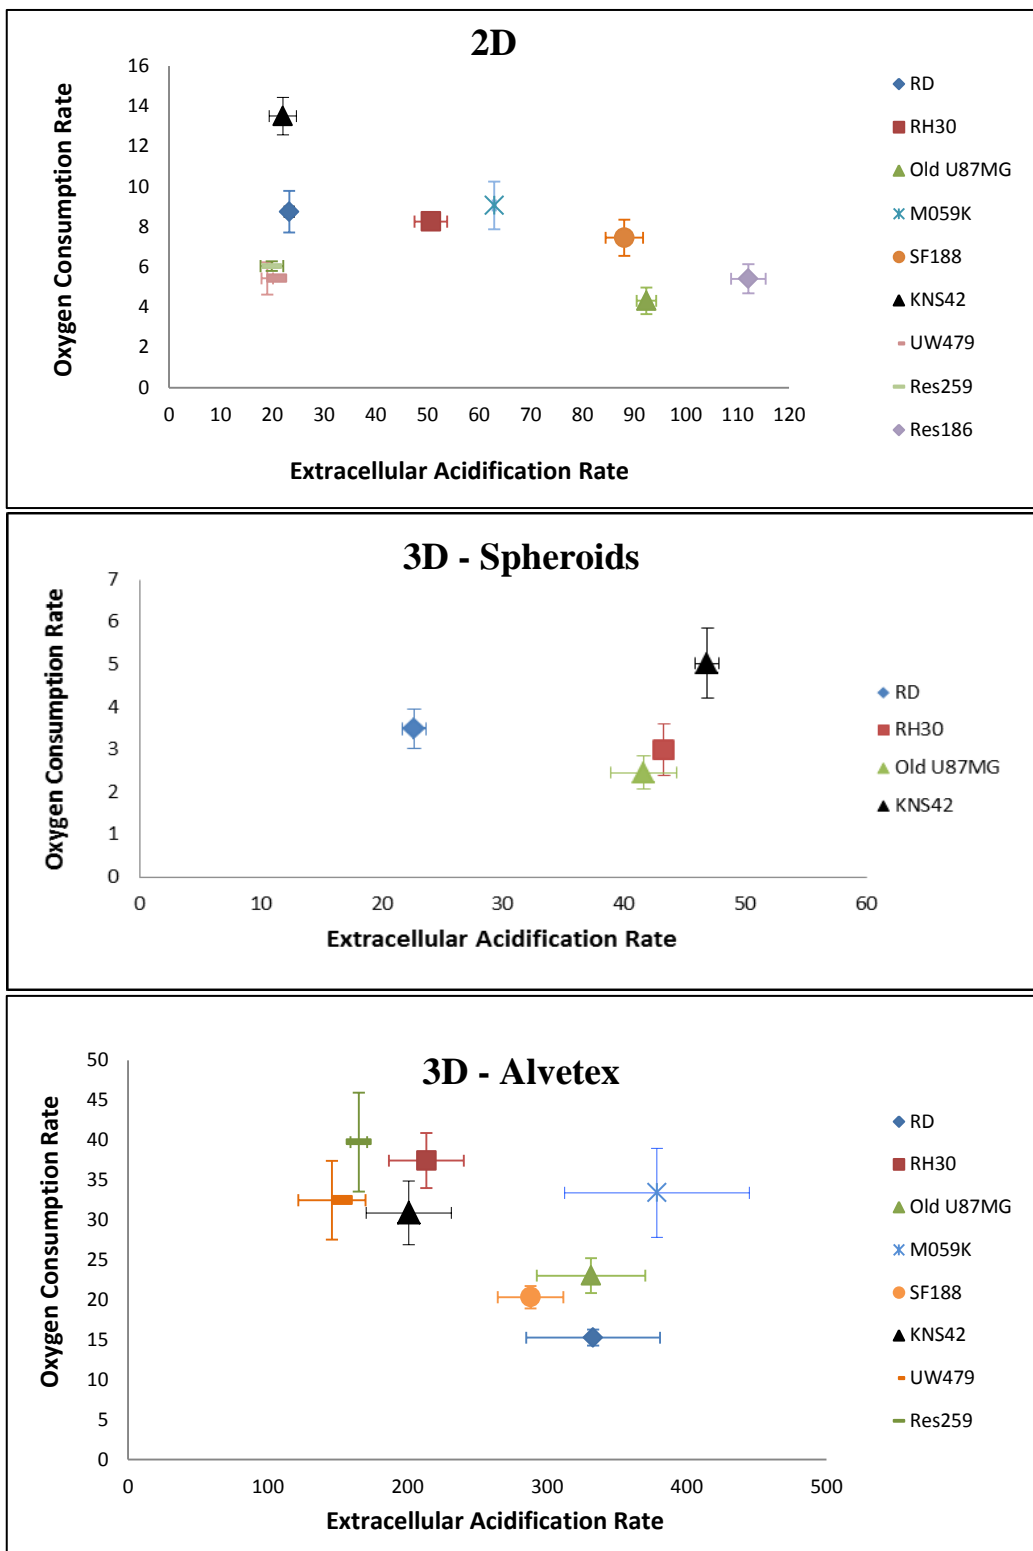 2D
Oxygen Consumption Rate
16
14
12
10
8
6
4
2
0
0 10 20 30 40 50 60 70 80 90 100 110 120
Extracellular Acidification Rate
RD
RH30
Old U87MG
M059K
SF188
KNS42
UW479
Res259
Res186
3D - Spheroids
Oxygen Consumption Rate
7
6
5
4
3
2
1
0
0 10 20 30 40 50 60
Extracellular Acidification Rate
RD
RH30
Old U87MG
KNS42
3D - Alvetex
Oxygen Consumption Rate
50
45
40
35
30
25
20
15
10
5
0
0 100 200 300 400 500
Extracellular Acidification Rate
RD
RH30
Old U87MG
M059K
SF188
KNS42
UW479
Res259